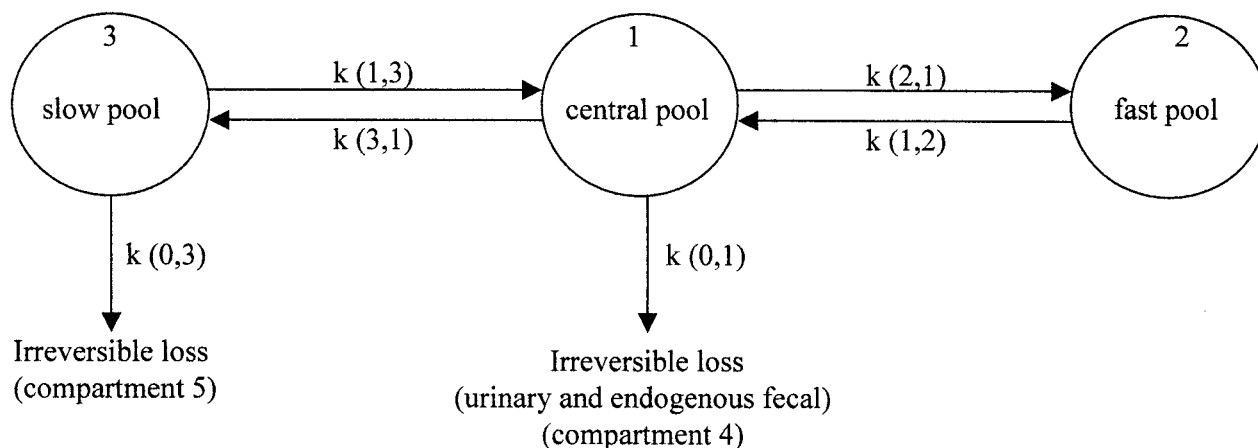 3
slow pool
k (1,3)
k (3,1)
1
central pool
k (2,1)
k (1,2)
2
fast pool
k (0,3)
k (0,1)
Irreversible loss
(compartment 5)
Irreversible loss
(urinary and endogenous fecal)
(compartment 4)